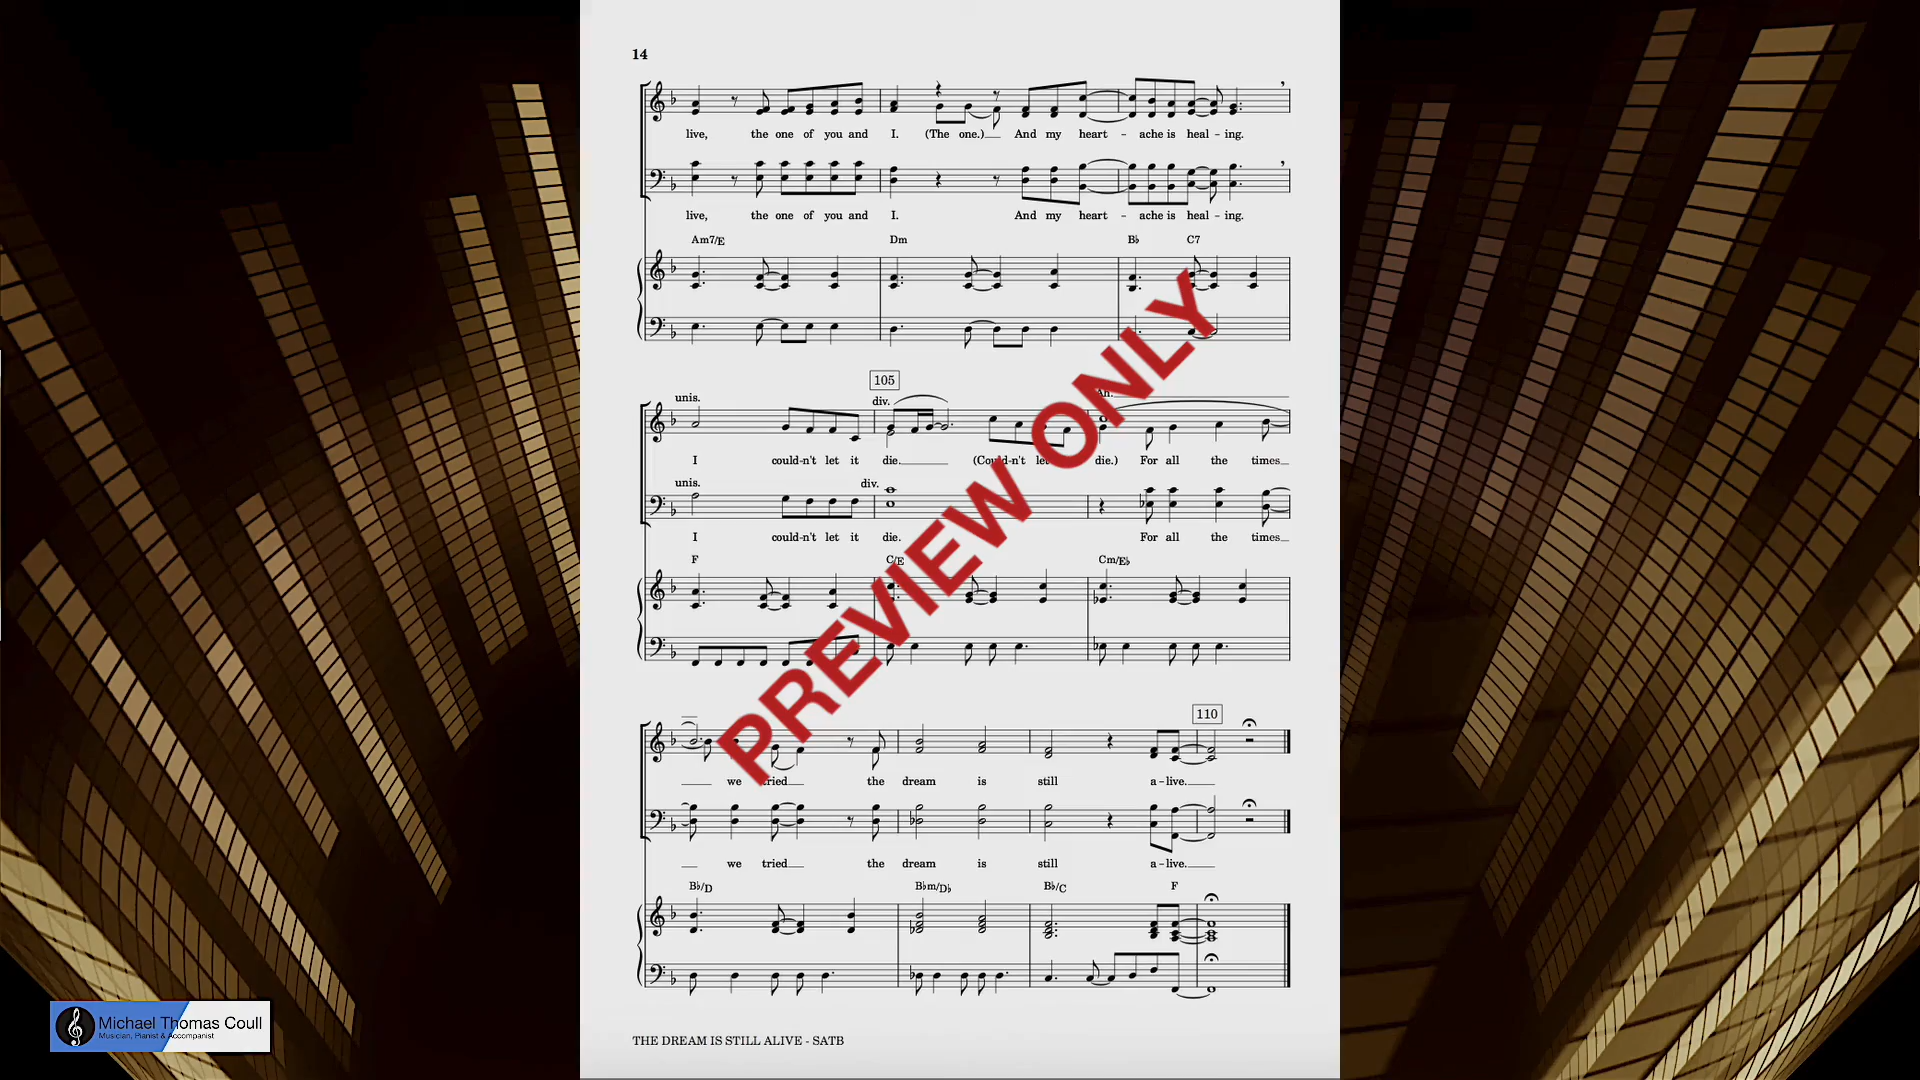 14
live, the one of you and I. (The one.) And my heart - ache is heal - ing.
live, the one of you and I. And my heart - ache is heal - ing.
Am7/E Dm B♭ C7
105
unis. div. Ah.
I could-n't let it die. (Could-n't let die.) For all the times
unis. div.
I could-n't let it die. For all the times
F C/E Cm/E♭
110
we tried the dream is still a - live.
we tried the dream is still a - live.
B♭/D B♭m/D♭ B♭/C F
PREVIEW ONLY
THE DREAM IS STILL ALIVE - SATB
Michael Thomas Coull
Musician, Pianist & Accompanist